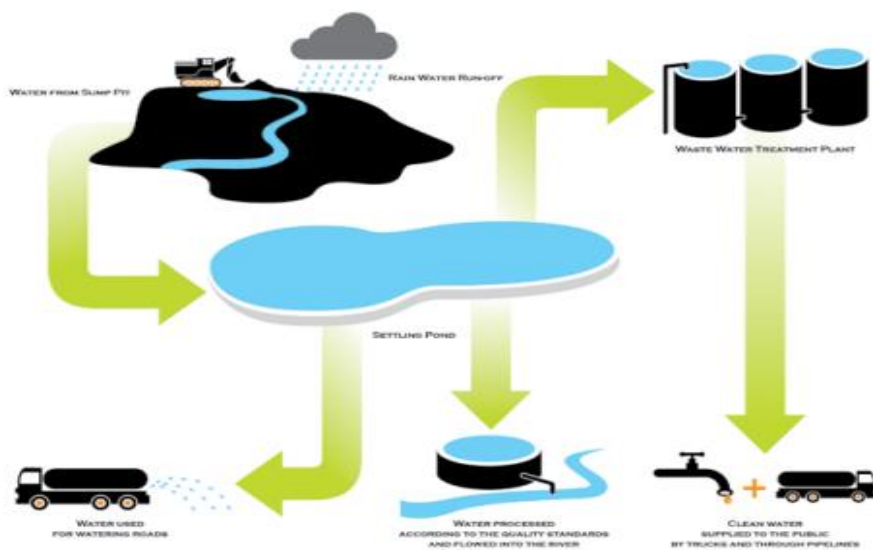 Rain Water Run-off
Water from Sump Pit
Waste Water Treatment Plant
Settling Pond
Water used
for watering roads
Water processed
according to the quality standards
and flowed into the river
Clean water
supplied to the public
by trucks and through pipelines